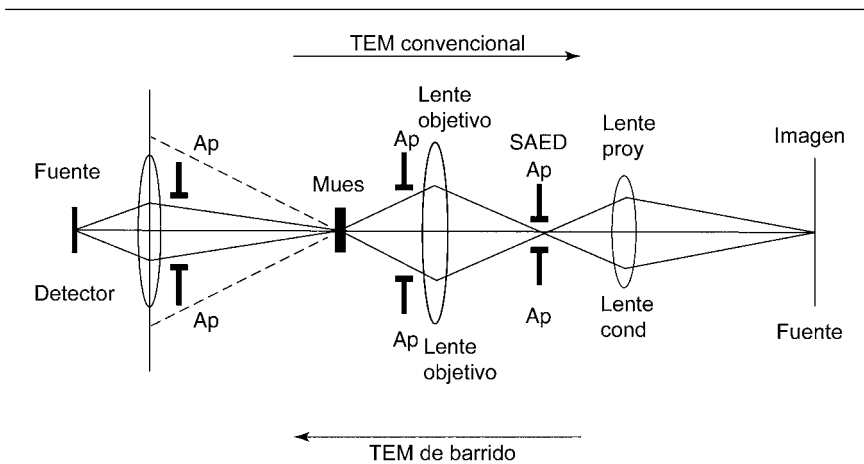 TEM convencional
Lente
objetivo
Ap
Ap
SAED
Ap
Lente
proy
Imagen
Fuente
Mues
Detector
Ap
Ap
Ap
Lente
objetivo
Lente
cond
Fuente
TEM de barrido